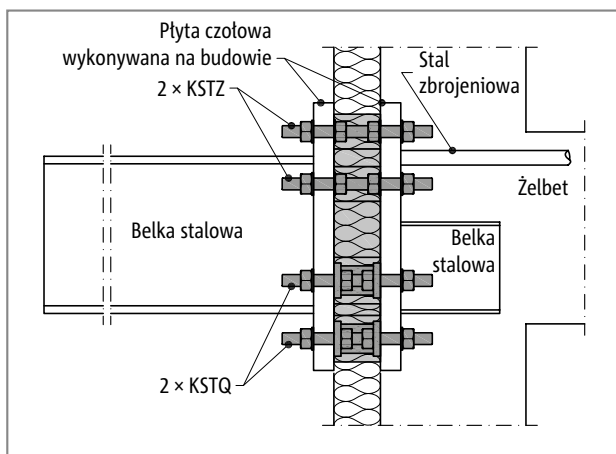 Płyta czołowa
wykonywana na budowie
2 × KSTZ
Stal
zbrojeniowa
Żelbet
Belka stalowa
Belka
stalowa
2 × KSTQ